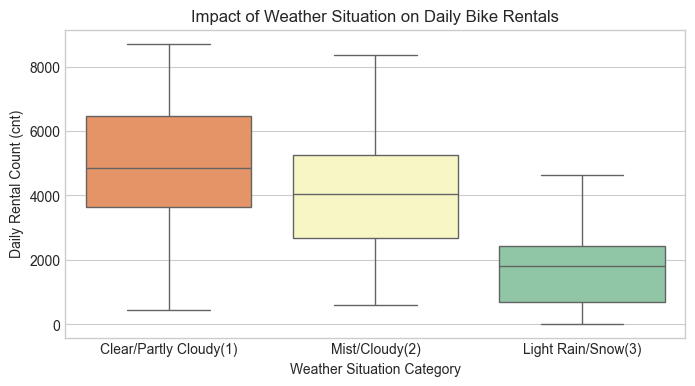 Impact of Weather Situation on Daily Bike Rentals
Daily Rental Count (cnt)
8000
6000
4000
2000
0
Clear/Partly Cloudy(1) Mist/Cloudy(2) Light Rain/Snow(3)
Weather Situation Category